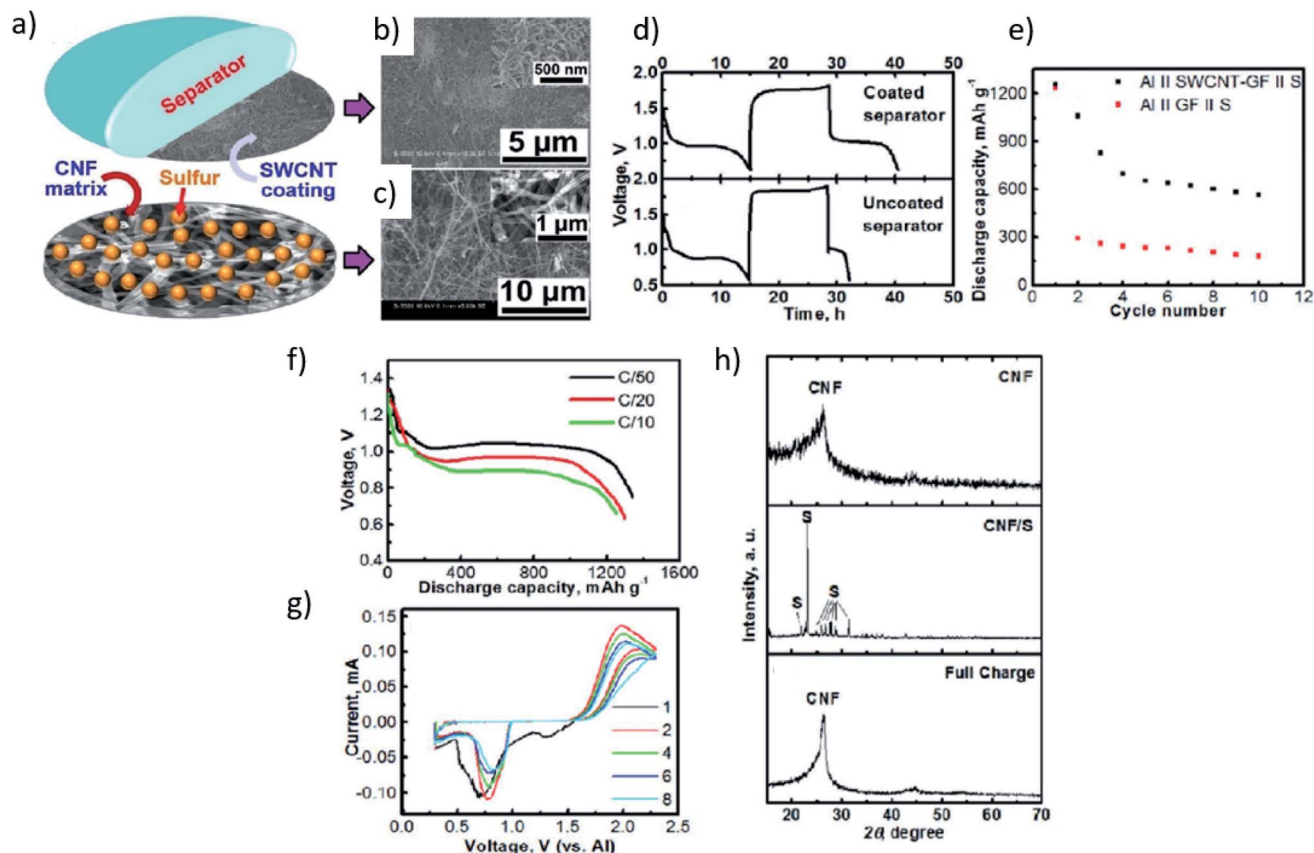 a)
Separator
CNF
matrix
Sulfur
SWCNT
coating
b)
500 nm
5 µm
c)
1 µm
10 µm
d)
0 10 20 30 40 50
2.0
1.5
1.0
2.0
1.5
1.0
0.5
Voltage, V
Coated
separator
Uncoated
separator
0 10 20 30 40 50
Time, h
e)
Al II SWCNT-GF II S
Al II GF II S
1200
900
600
300
0
Discharge capacity, mAh g⁻¹
0 2 4 6 8 10 12
Cycle number
f)
C/50
C/20
C/10
1.4
1.2
1.0
0.8
0.6
0.4
Voltage, V
0 400 800 1200 1600
Discharge capacity, mAh g⁻¹
g)
0.15
0.10
0.05
0.00
-0.05
-0.10
Current, mA
1
2
4
6
8
0.0 0.5 1.0 1.5 2.0 2.5
Voltage, V (vs. Al)
h)
CNF
CNF
S
CNF/S
S
S
Full Charge
CNF
Intensity, a. u.
20 30 40 50 60 70
2θ, degree